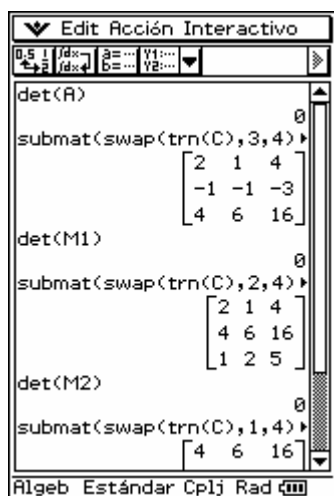 Edit Acción Interactivo
det(A)
0
submat(swap(trn(C),3,4)▸
2 1 4
-1 -1 -3
4 6 16
det(M1)
0
submat(swap(trn(C),2,4)▸
2 1 4
4 6 16
1 2 5
det(M2)
0
submat(swap(trn(C),1,4)▸
4 6 16
Algeb Estándar Cplj Rad